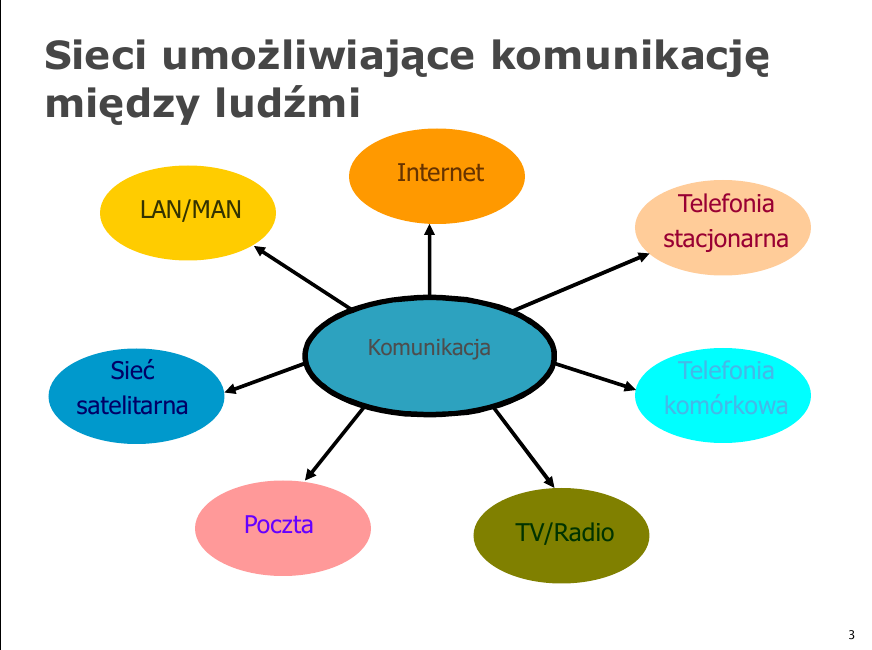 Sieci umożliwiające komunikację
między ludźmi
Internet
LAN/MAN
Telefonia
stacjonarna
Komunikacja
Sieć
satelitarna
Telefonia
komórkowa
Poczta
TV/Radio
3